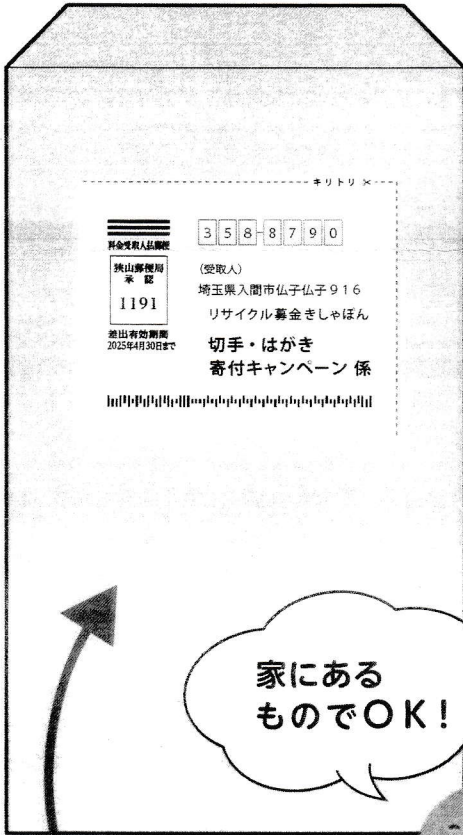 キリトリ
料金受取人払郵便
狭山郵便局
承認
1191
差出有効期間
2025年4月30日まで
358-8790
(受取人)
埼玉県入間市仏子仏子916
リサイクル募金きしゃぽん
切手・はがき
寄付キャンペーン 係
家にある
ものでOK!